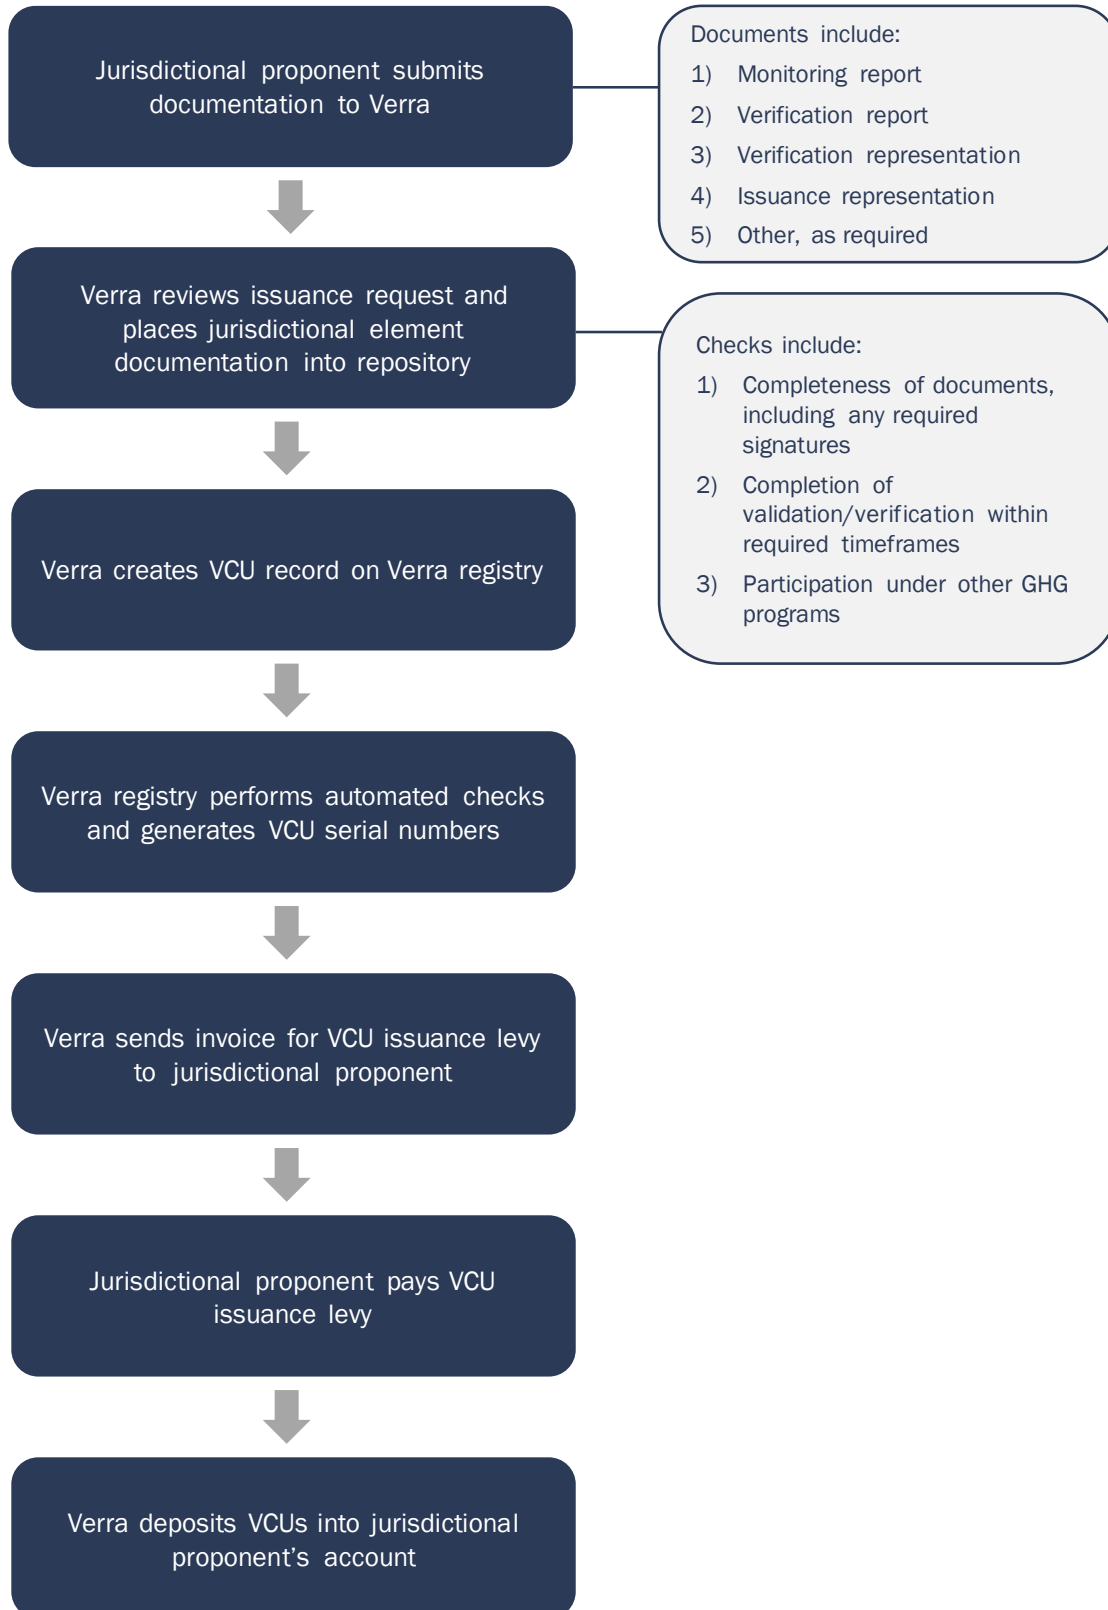 Jurisdictional proponent submits
documentation to Verra
Documents include:
1) Monitoring report
2) Verification report
3) Verification representation
4) Issuance representation
5) Other, as required
Verra reviews issuance request and
places jurisdictional element
documentation into repository
Checks include:
1) Completeness of documents,
including any required
signatures
2) Completion of
validation/verification within
required timeframes
3) Participation under other GHG
programs
Verra creates VCU record on Verra registry
Verra registry performs automated checks
and generates VCU serial numbers
Verra sends invoice for VCU issuance levy
to jurisdictional proponent
Jurisdictional proponent pays VCU
issuance levy
Verra deposits VCUs into jurisdictional
proponent’s account